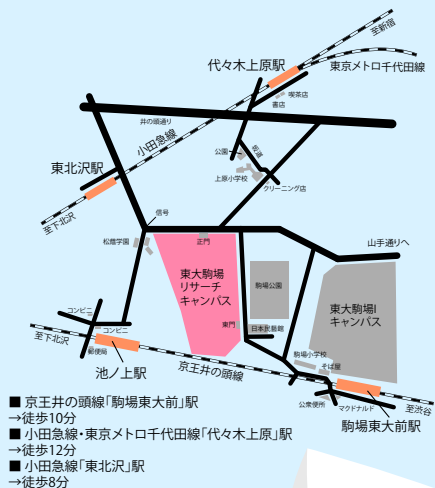 至新宿
代々木上原駅
東京メトロ千代田線
喫茶店
書店
井の頭通り
小田急線
公園
坂道
東北沢駅
上原小学校
クリーニング店
至下北沢
信号
松蔭学園
正門
山手通りへ
東大駒場
リサーチ
キャンパス
駒場公園
東大駒場I
キャンパス
コンビニ
東門
日本民藝館
コンビニ
至下北沢
郵便局
京王井の頭線
駒場小学校
そば屋
池ノ上駅
公衆便所
マクドナルド
至渋谷
駒場東大前駅
■ 京王井の頭線「駒場東大前」駅
→徒歩10分
■ 小田急線・東京メトロ千代田線「代々木上原」駅
→徒歩12分
■ 小田急線「東北沢」駅
→徒歩8分